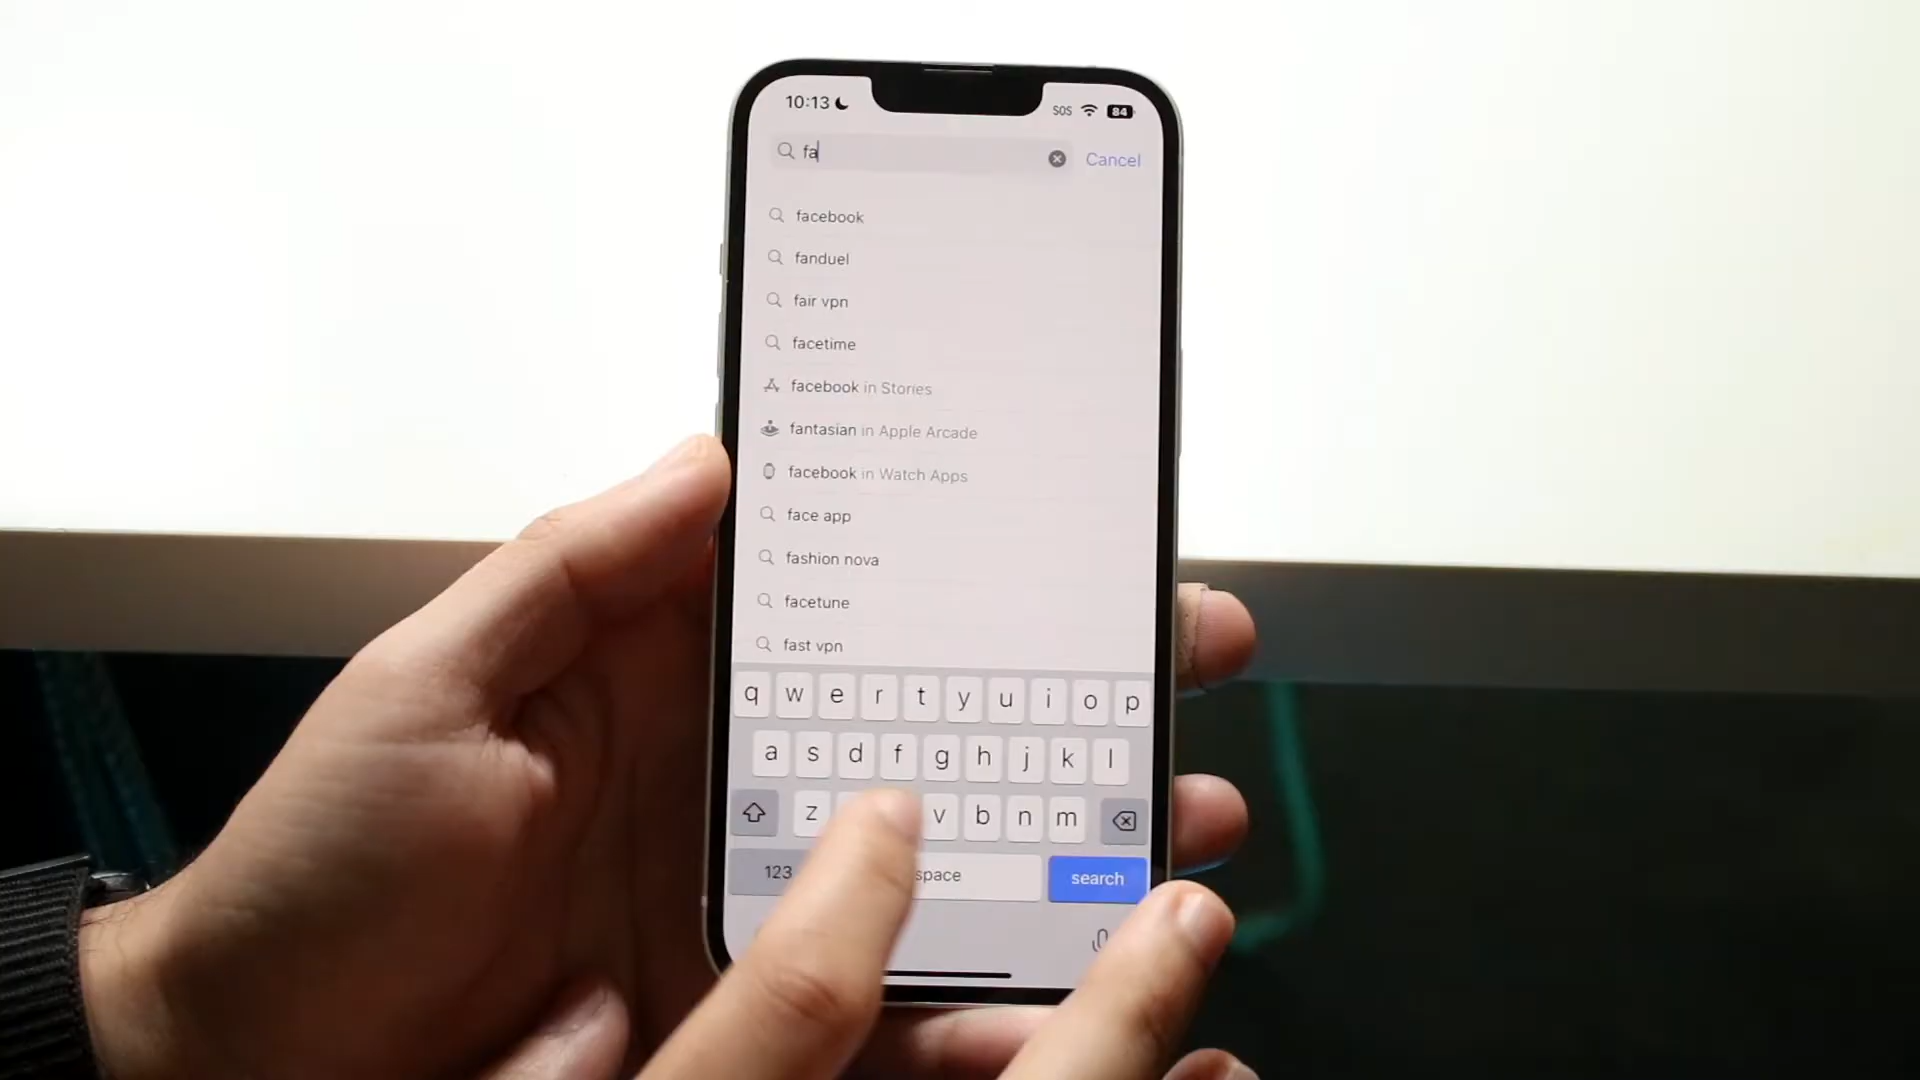 10:13
SOS 84
fa
Cancel
facebook
fanduel
fair vpn
facetime
facebook in Stories
fantasian in Apple Arcade
facebook in Watch Apps
face app
fashion nova
facetune
fast vpn
q w e r t y u i o p
a s d f g h j k l
z v b n m
123 space search